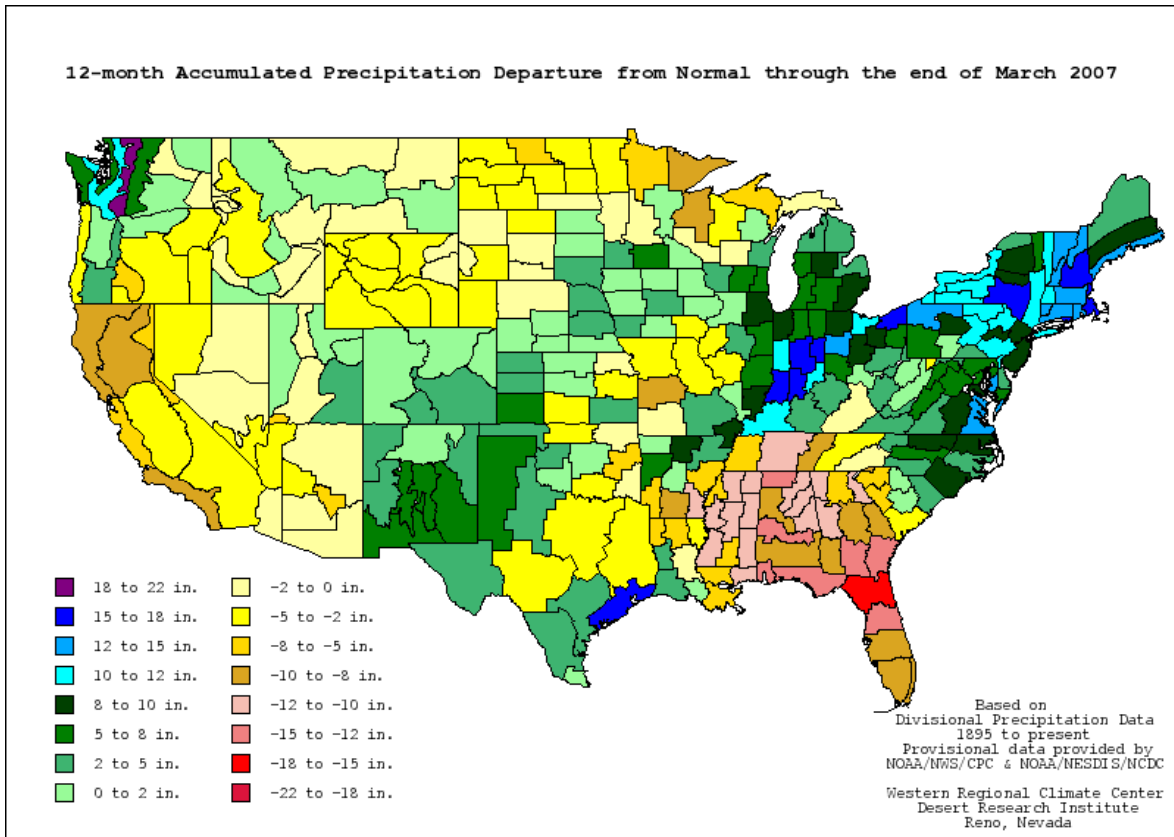 12-month Accumulated Precipitation Departure from Normal through the end of March 2007
18 to 22 in.
15 to 18 in.
12 to 15 in.
10 to 12 in.
8 to 10 in.
5 to 8 in.
2 to 5 in.
0 to 2 in.
-2 to 0 in.
-5 to -2 in.
-8 to -5 in.
-10 to -8 in.
-12 to -10 in.
-15 to -12 in.
-18 to -15 in.
-22 to -18 in.
Based on
Divisional Precipitation Data
1895 to present
Provisional data provided by
NOAA/NWS/CPC & NOAA/NESDIS/NCDC
Western Regional Climate Center
Desert Research Institute
Reno, Nevada